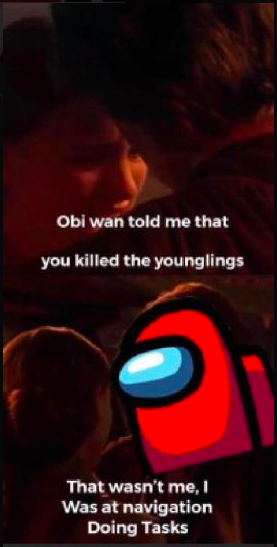 Obi wan told me that
you killed the younglings
That wasn't me, I
Was at navigation
Doing Tasks